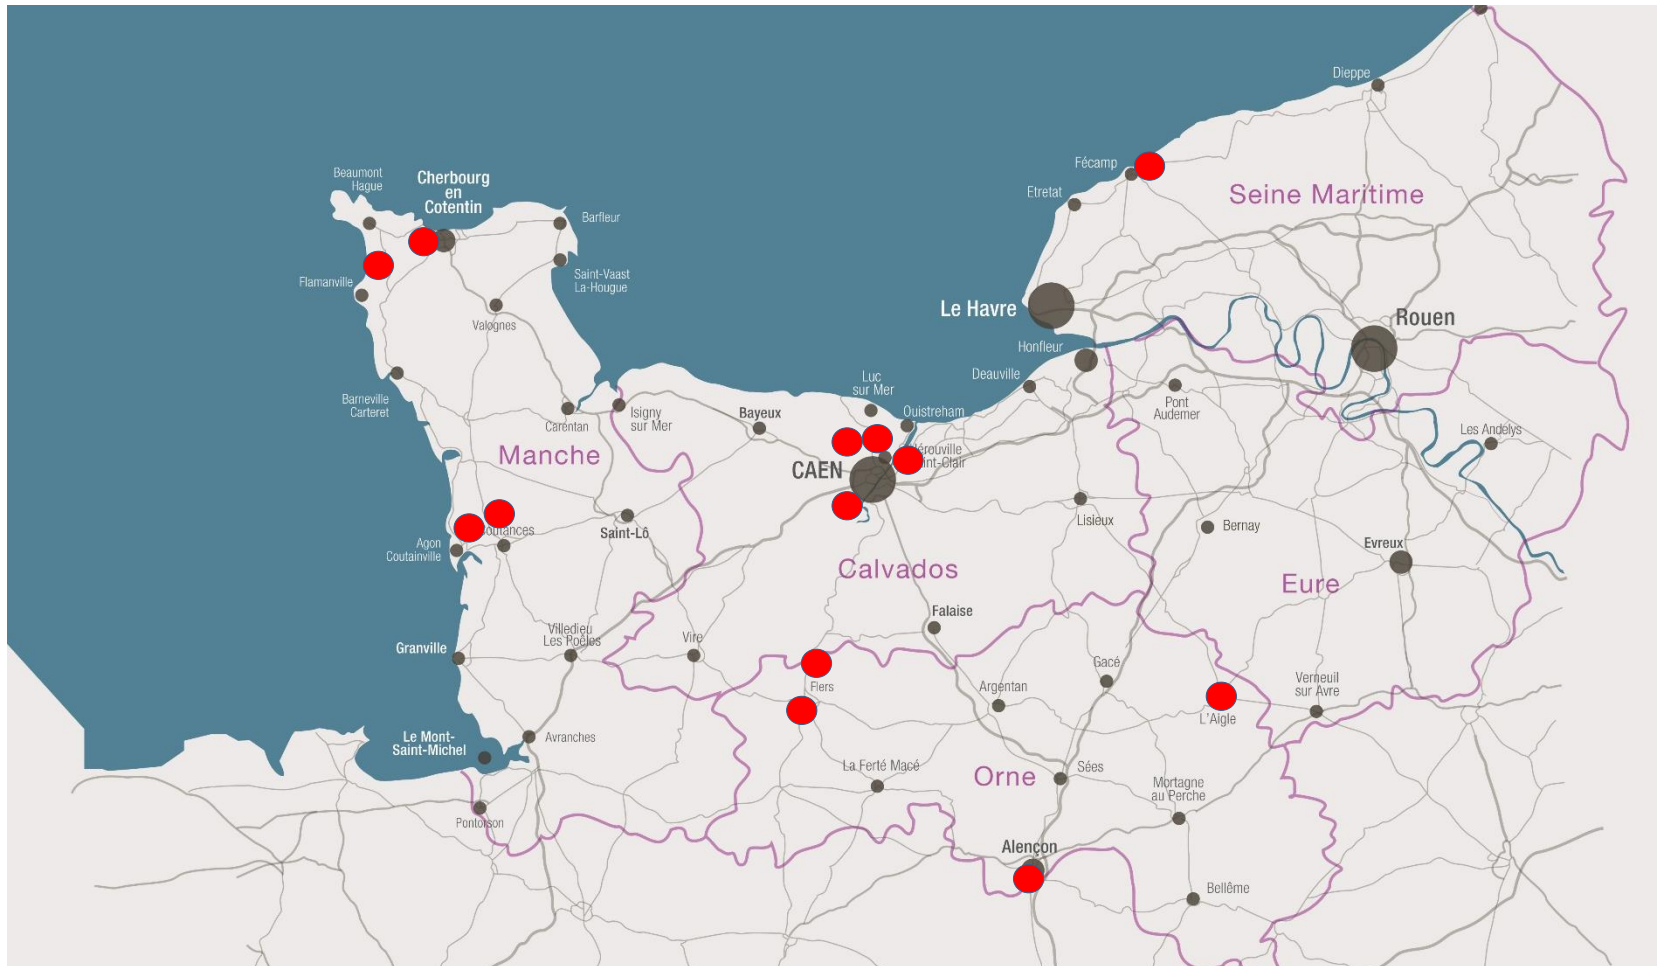 Dieppe
Fécamp
Seine Maritime
Etretat
Beaumont
Hague
Cherbourg
en
Cotentin
Barfleur
Saint-Vaast
La-Hougue
Flamanville
Valognes
Le Havre
Rouen
Honfleur
Deauville
Luc
sur Mer
Ouistreham
Pont
Audemer
Les Andelys
Barneville
Carteret
Carentan
Isigny
sur Mer
Bayeux
Manche
CAEN
Lisieux
Bernay
Evreux
Saint-Lô
Agon
Coutainville
Calvados
Eure
Falaise
Granville
Villedieu
Les Poêles
Vire
Flers
Argentan
Gacé
L'Aigle
Verneuil
sur Avre
Le Mont-
Saint-Michel
Avranches
La Ferté Macé
Orne
Sées
Mortagne
au Perche
Pontorson
Alençon
Bellême